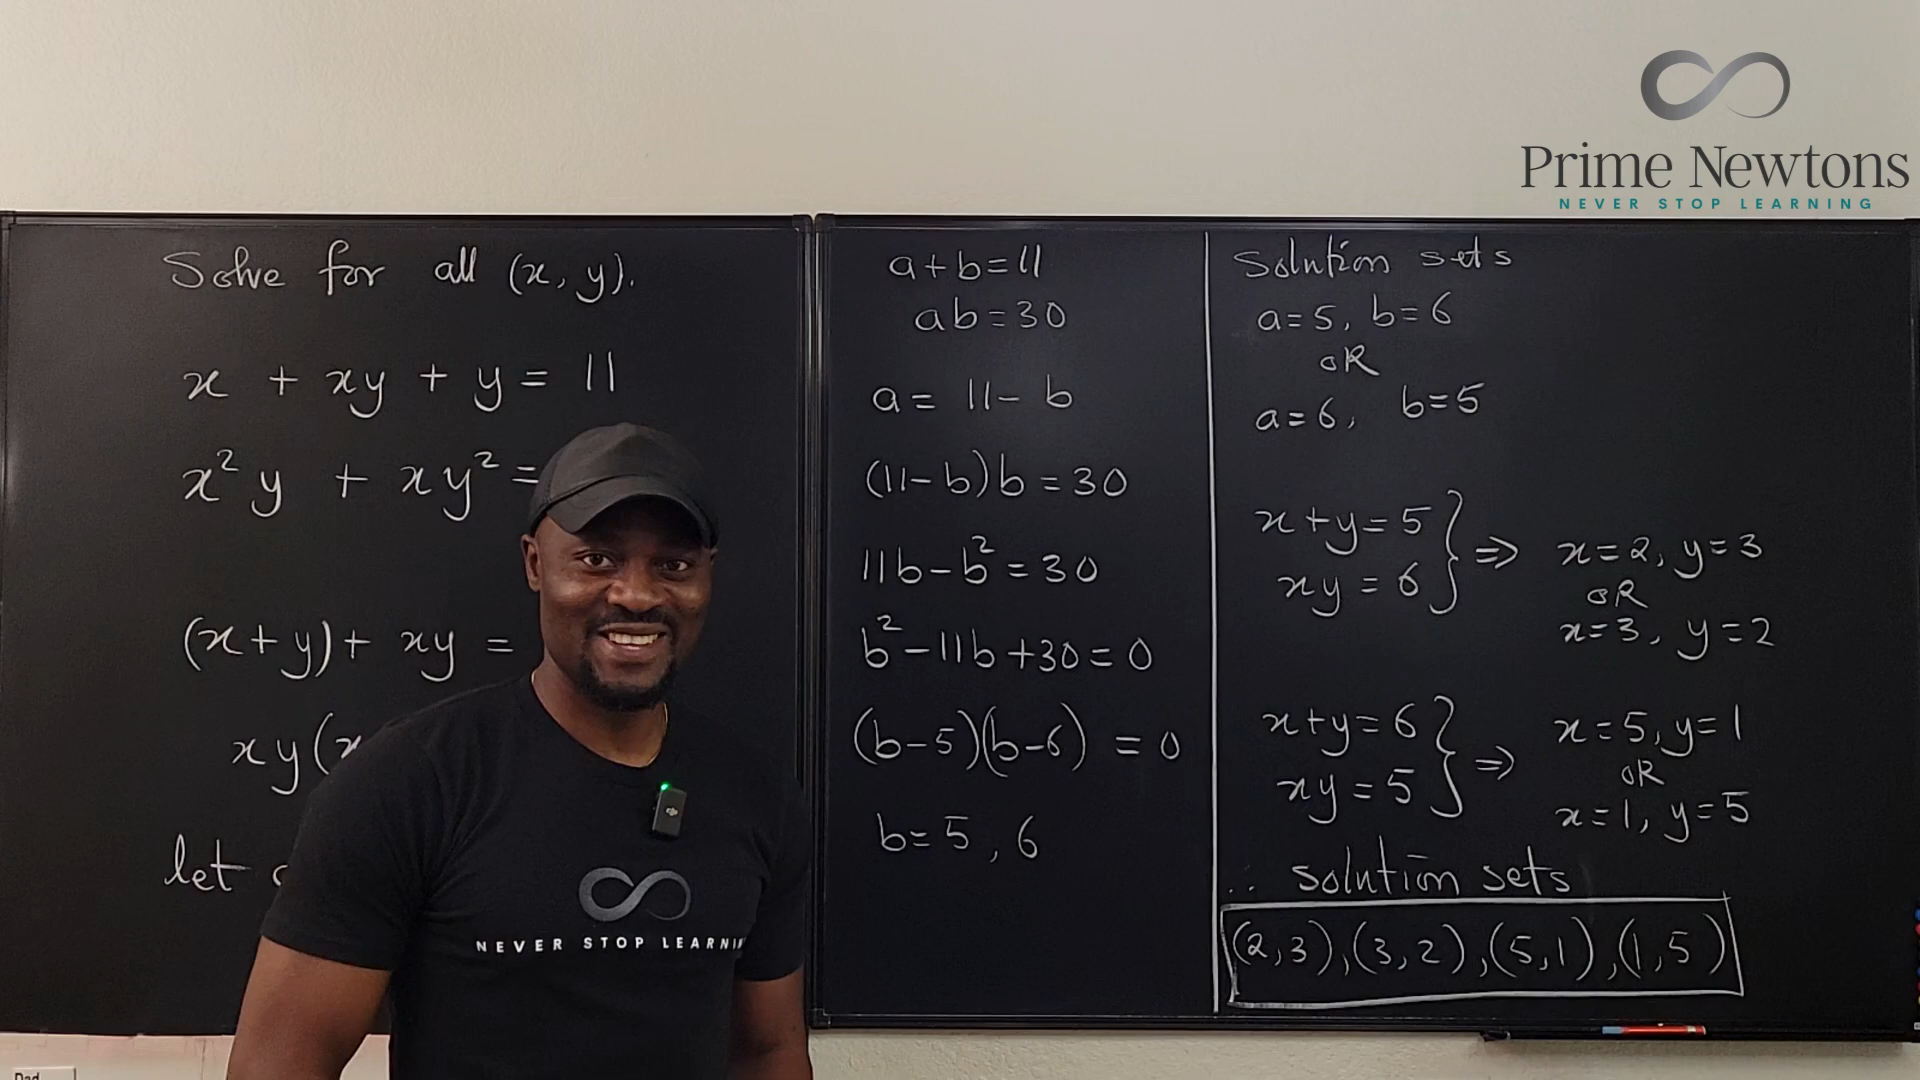 Prime Newtons
NEVER STOP LEARNING
Solve for all (x, y).
x + xy + y = 11
x² y + xy² =
(x+y)+ xy =
xy(x
let
NEVER STOP LEARNIN
a+b=11
ab=30
a= 11- b
(11-b)b=30
11b-b²=30
b²-11b+30=0
(b-5)(b-6) = 0
b=5, 6
Solution sets
a=5, b=6
OR
a=6, b=5
x+y=5
xy=6
} ⇒ x=2, y=3
OR
x=3, y=2
x+y=6
xy=5
} ⇒ x=5, y=1
OR
x=1, y=5
∴ solution sets
(2,3),(3,2),(5,1),(1,5)
Dad